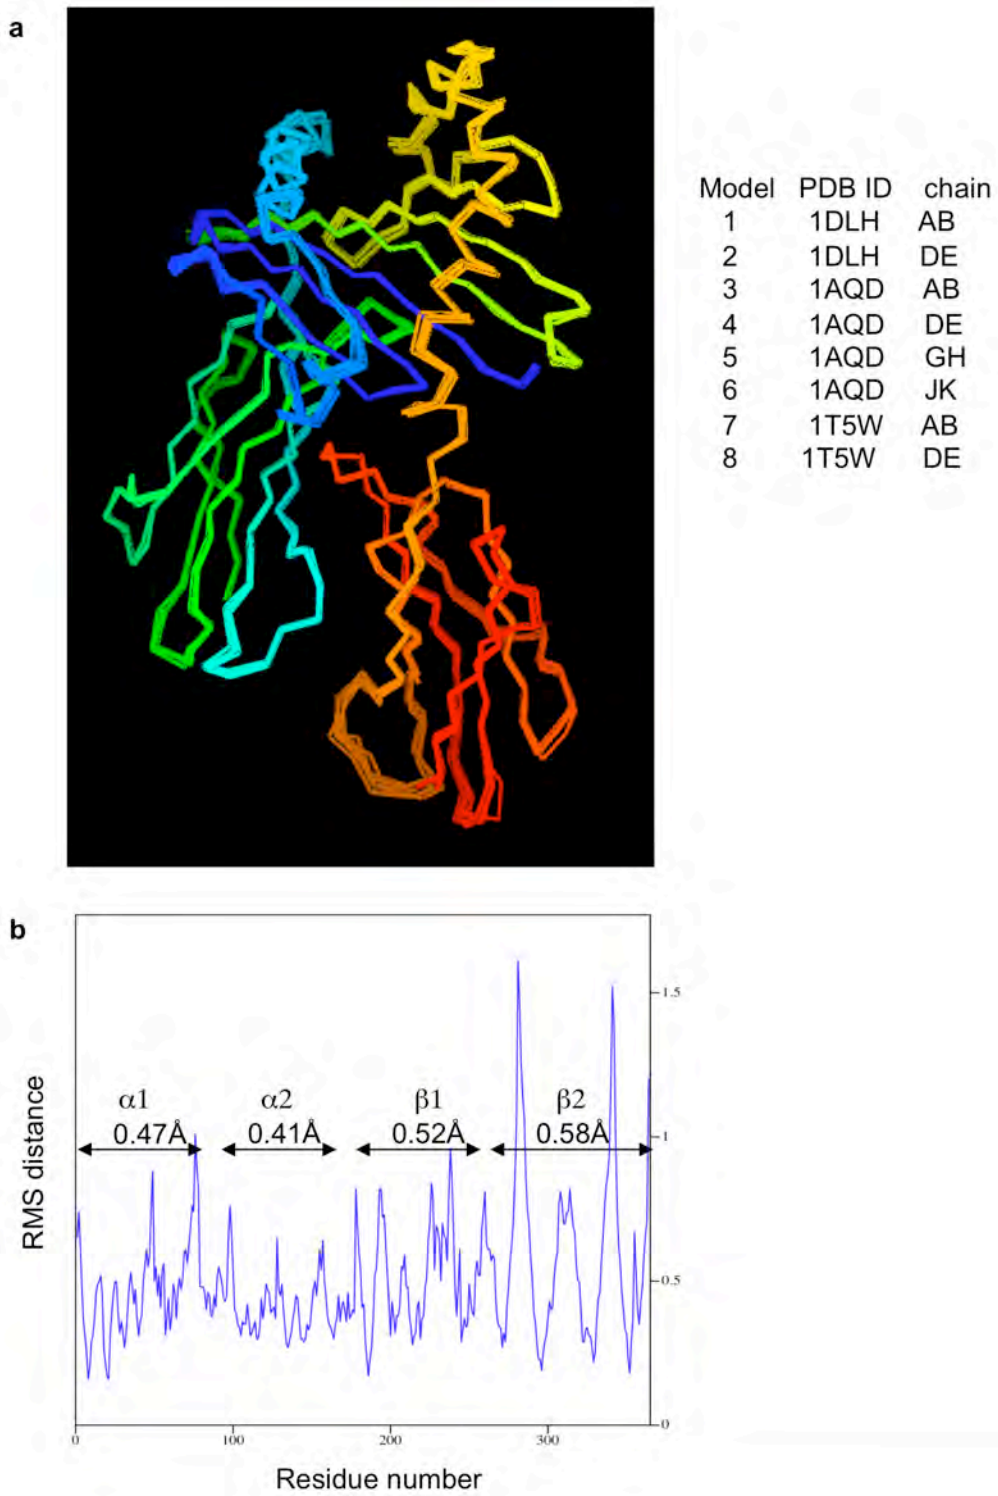 a
Model PDB ID chain
1 1DLH AB
2 1DLH DE
3 1AQD AB
4 1AQD DE
5 1AQD GH
6 1AQD JK
7 1T5W AB
8 1T5W DE
b
α1 α2 β1 β2
0.47Å 0.41Å 0.52Å 0.58Å
RMS distance
1.5
1
0.5
0
0 100 200 300
Residue number